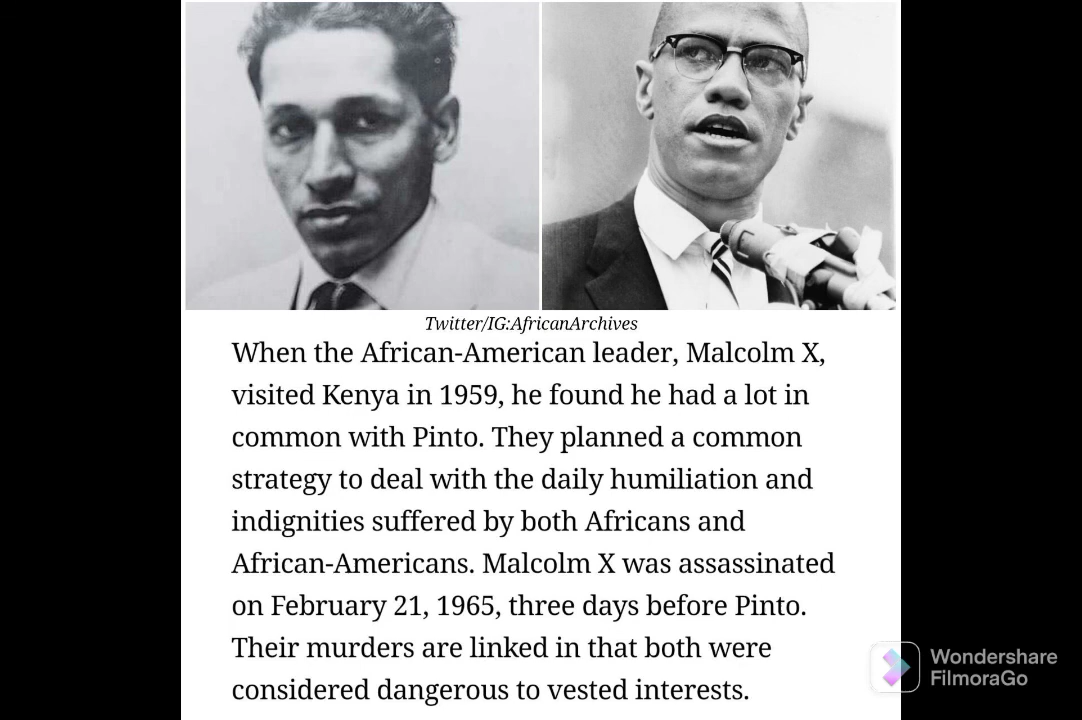 Twitter/IG:AfricanArchives
When the African-American leader, Malcolm X,
visited Kenya in 1959, he found he had a lot in
common with Pinto. They planned a common
strategy to deal with the daily humiliation and
indignities suffered by both Africans and
African-Americans. Malcolm X was assassinated
on February 21, 1965, three days before Pinto.
Their murders are linked in that both were
considered dangerous to vested interests.
Wondershare
FilmoraGo